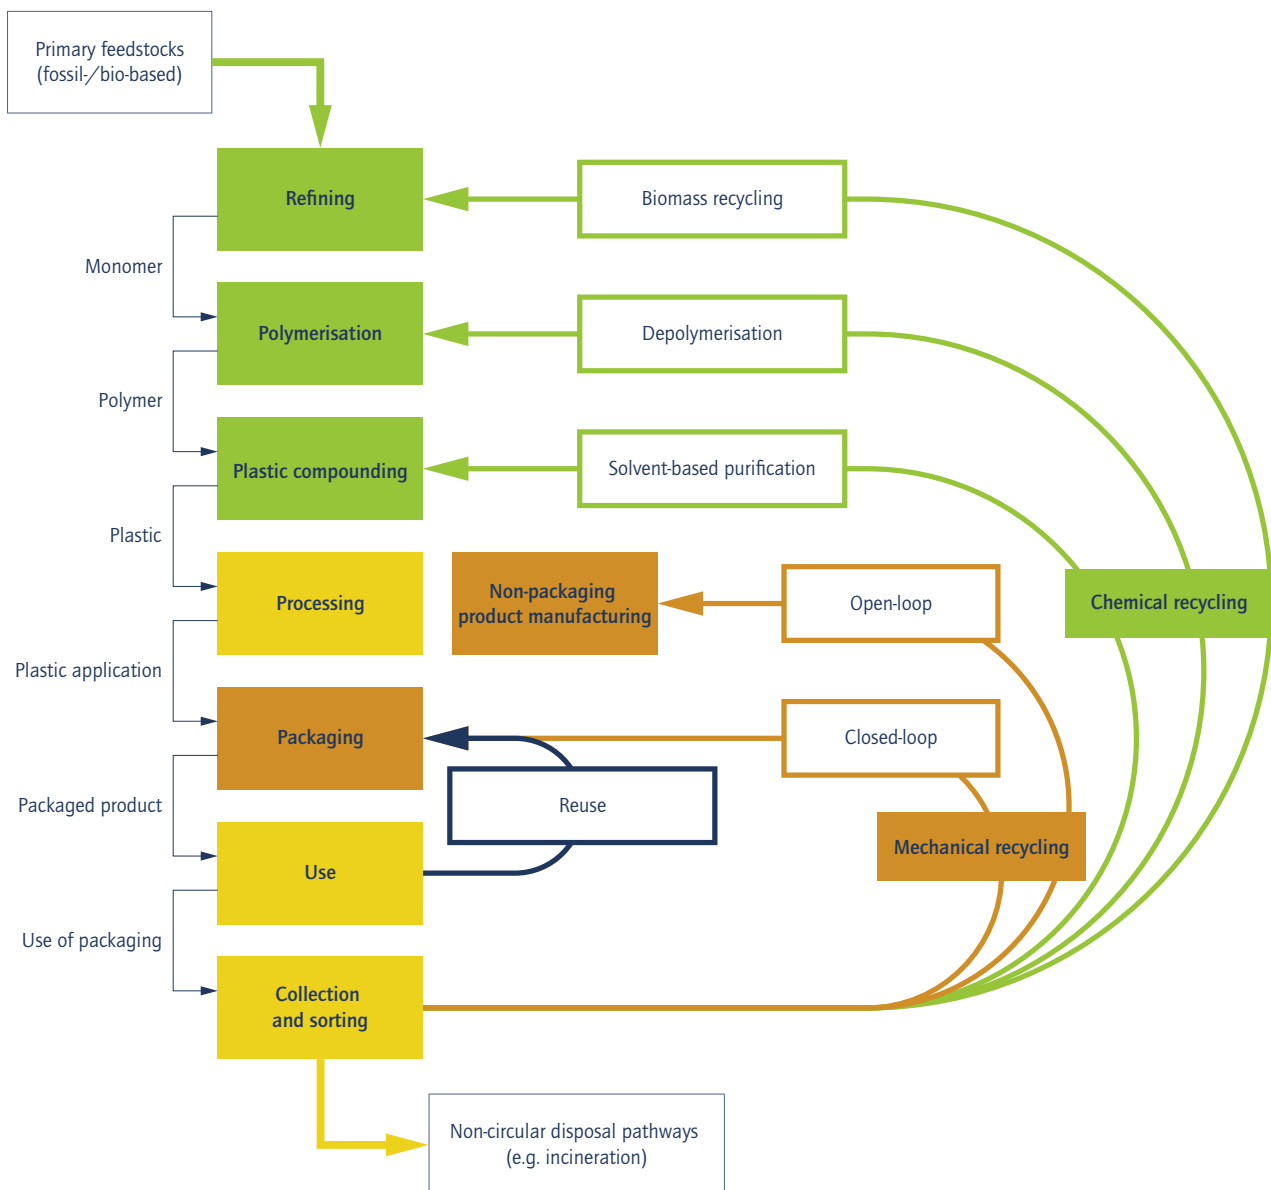 Primary feedstocks
(fossil-/bio-based)
Refining
Biomass recycling
Monomer
Polymerisation
Depolymerisation
Polymer
Plastic compounding
Solvent-based purification
Plastic
Processing
Non-packaging
product manufacturing
Open-loop
Chemical recycling
Plastic application
Packaging
Closed-loop
Packaged product
Reuse
Mechanical recycling
Use
Use of packaging
Collection
and sorting
Non-circular disposal pathways
(e.g. incineration)